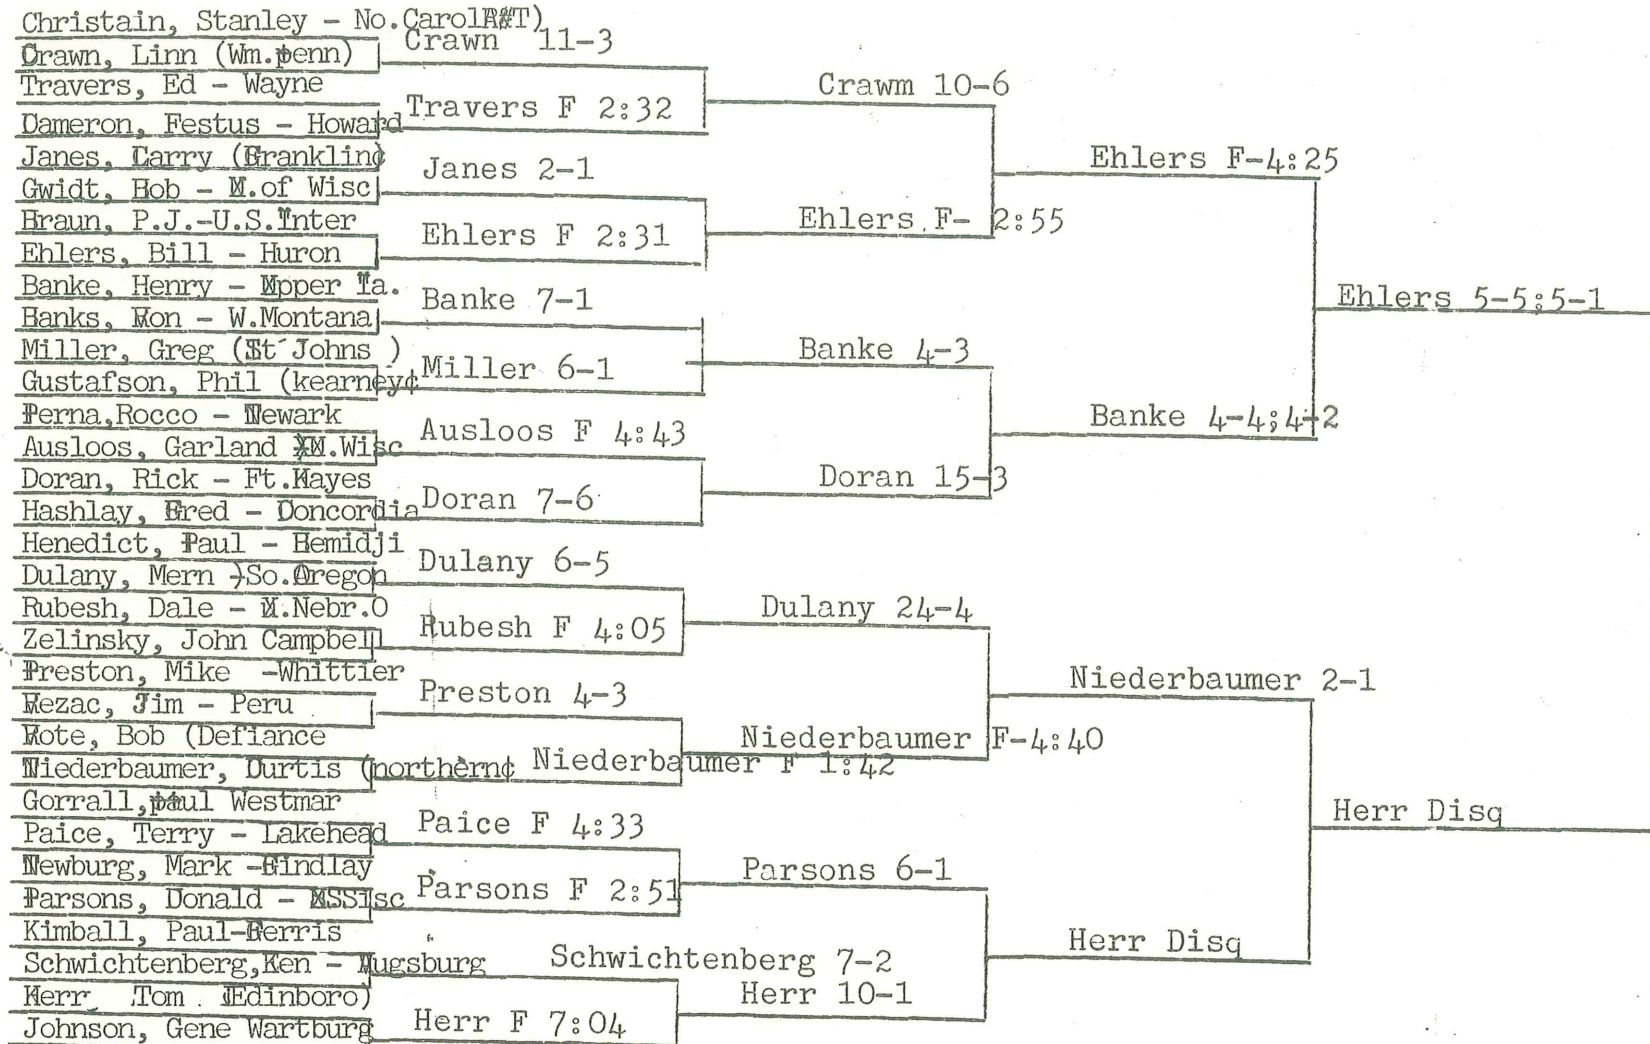 Christain, Stanley - No.Carol A&T)
Crawn, Linn (Wm.penn)
Travers, Ed - Wayne
Dameron, Festus - Howard
Janes, Larry (Franklin)
Gwidt, Bob - U.of Wisc
Braun, P.J.-U.S.Inter
Ehlers, Bill - Huron
Banke, Henry - Upper Ia.
Banks, Ron - W.Montana
Miller, Greg (St Johns )
Gustafson, Phil (kearney¢
Perna,Rocco - Newark
Ausloos, Garland - U.Wisc
Doran, Rick - Ft.Hayes
Hashlay, Fred - Concordia
Benedict, Paul - Bemidji
Dulany, Mern - So.Oregon
Rubesh, Dale - U.Nebr.O
Zelinsky, John Campbell
Preston, Mike -Whittier
Rezac, Jim - Peru
Rote, Bob (Defiance
Niederbaumer, Curtis (northern¢
Gorrall,paul Westmar
Paice, Terry - Lakehead
Newburg, Mark -Findlay
Parsons, Donald -
Kimball, Paul-Ferris
Schwichtenberg,Ken - Augsburg
Herr Tom (Edinboro)
Johnson, Gene Wartburg
Crawn 11-3
Travers F 2:32
Janes 2-1
Ehlers F 2:31
Banke 7-1
Miller 6-1
Ausloos F 4:43
Doran 7-6
Dulany 6-5
Rubesh F 4:05
Preston 4-3
Niederbaumer F 1:42
Paice F 4:33
Parsons F 2:51
Schwichtenberg 7-2
Herr F 7:04
Crawm 10-6
Ehlers F- 2:55
Banke 4-3
Doran 15-3
Dulany 24-4
Niederbaumer F-4:40
Parsons 6-1
Herr 10-1
Ehlers F-4:25
Banke 4-4;4-2
Niederbaumer 2-1
Herr Disq
Ehlers 5-5:5-1
Herr Disq